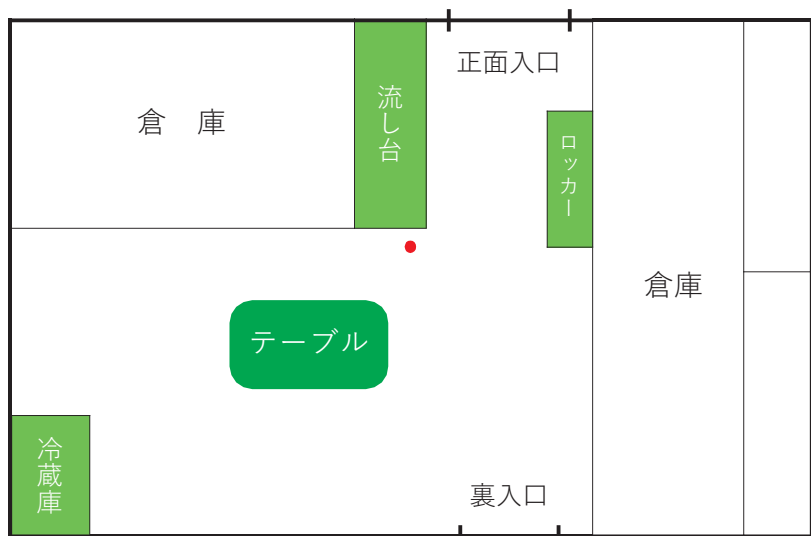 正面入口
倉　庫
流し台
ロッカー
倉庫
テーブル
冷蔵庫
裏入口